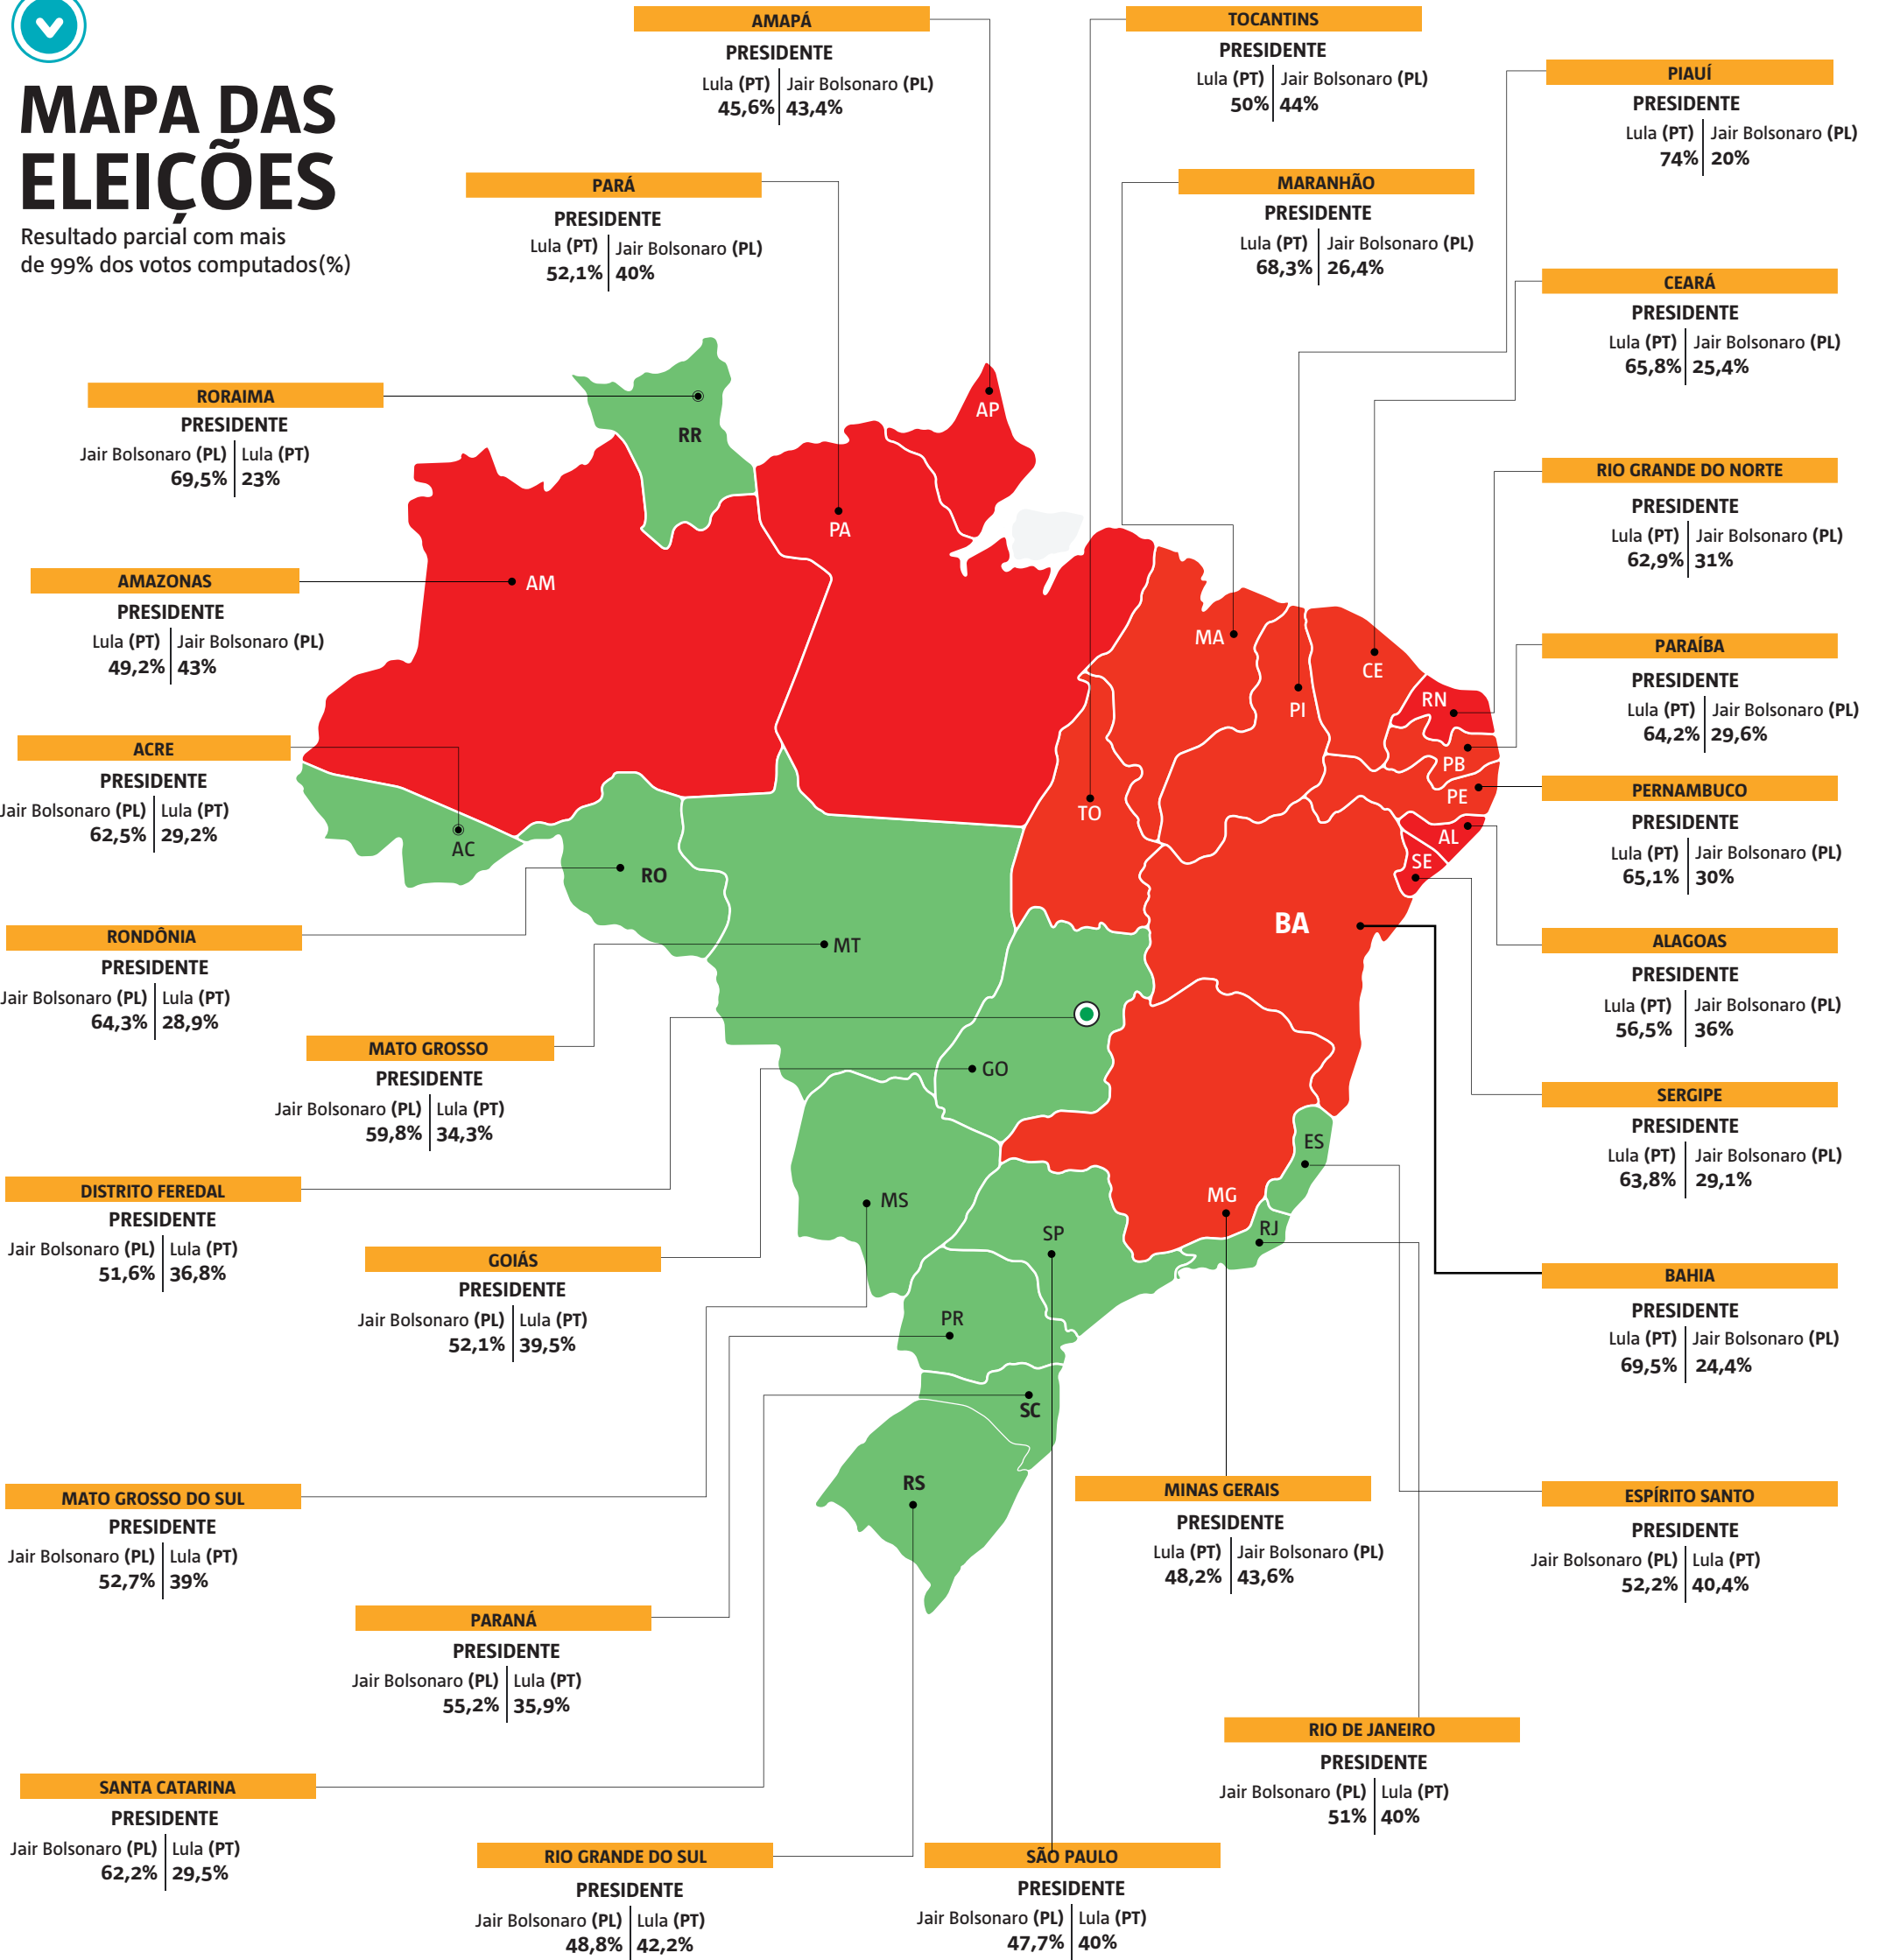 MAPA DAS
ELEIÇÕES
Resultado parcial com mais
de 99% dos votos computados(%)
AMAPÁ
PRESIDENTE
Lula (PT) Jair Bolsonaro (PL)
45,6% 43,4%
TOCANTINS
PRESIDENTE
Lula (PT) Jair Bolsonaro (PL)
50% 44%
PIAUÍ
PRESIDENTE
Lula (PT) Jair Bolsonaro (PL)
74% 20%
PARÁ
PRESIDENTE
Lula (PT) Jair Bolsonaro (PL)
52,1% 40%
MARANHÃO
PRESIDENTE
Lula (PT) Jair Bolsonaro (PL)
68,3% 26,4%
CEARÁ
PRESIDENTE
Lula (PT) Jair Bolsonaro (PL)
65,8% 25,4%
RORAIMA
PRESIDENTE
Jair Bolsonaro (PL) Lula (PT)
69,5% 23%
RIO GRANDE DO NORTE
PRESIDENTE
Lula (PT) Jair Bolsonaro (PL)
62,9% 31%
AMAZONAS
PRESIDENTE
Lula (PT) Jair Bolsonaro (PL)
49,2% 43%
PARAÍBA
PRESIDENTE
Lula (PT) Jair Bolsonaro (PL)
64,2% 29,6%
ACRE
PRESIDENTE
Jair Bolsonaro (PL) Lula (PT)
62,5% 29,2%
PERNAMBUCO
PRESIDENTE
Lula (PT) Jair Bolsonaro (PL)
65,1% 30%
RONDÔNIA
PRESIDENTE
Jair Bolsonaro (PL) Lula (PT)
64,3% 28,9%
ALAGOAS
PRESIDENTE
Lula (PT) Jair Bolsonaro (PL)
56,5% 36%
MATO GROSSO
PRESIDENTE
Jair Bolsonaro (PL) Lula (PT)
59,8% 34,3%
SERGIPE
PRESIDENTE
Lula (PT) Jair Bolsonaro (PL)
63,8% 29,1%
DISTRITO FEREDAL
PRESIDENTE
Jair Bolsonaro (PL) Lula (PT)
51,6% 36,8%
GOIÁS
PRESIDENTE
Jair Bolsonaro (PL) Lula (PT)
52,1% 39,5%
BAHIA
PRESIDENTE
Lula (PT) Jair Bolsonaro (PL)
69,5% 24,4%
MATO GROSSO DO SUL
PRESIDENTE
Jair Bolsonaro (PL) Lula (PT)
52,7% 39%
MINAS GERAIS
PRESIDENTE
Lula (PT) Jair Bolsonaro (PL)
48,2% 43,6%
ESPÍRITO SANTO
PRESIDENTE
Jair Bolsonaro (PL) Lula (PT)
52,2% 40,4%
PARANÁ
PRESIDENTE
Jair Bolsonaro (PL) Lula (PT)
55,2% 35,9%
RIO DE JANEIRO
PRESIDENTE
Jair Bolsonaro (PL) Lula (PT)
51% 40%
SANTA CATARINA
PRESIDENTE
Jair Bolsonaro (PL) Lula (PT)
62,2% 29,5%
RIO GRANDE DO SUL
PRESIDENTE
Jair Bolsonaro (PL) Lula (PT)
48,8% 42,2%
SÃO PAULO
PRESIDENTE
Jair Bolsonaro (PL) Lula (PT)
47,7% 40%
RR
AP
PA
AM
MA
CE
PI
RN
PB
PE
AL
SE
TO
AC
RO
BA
MT
GO
ES
MG
MS
RJ
SP
PR
SC
RS